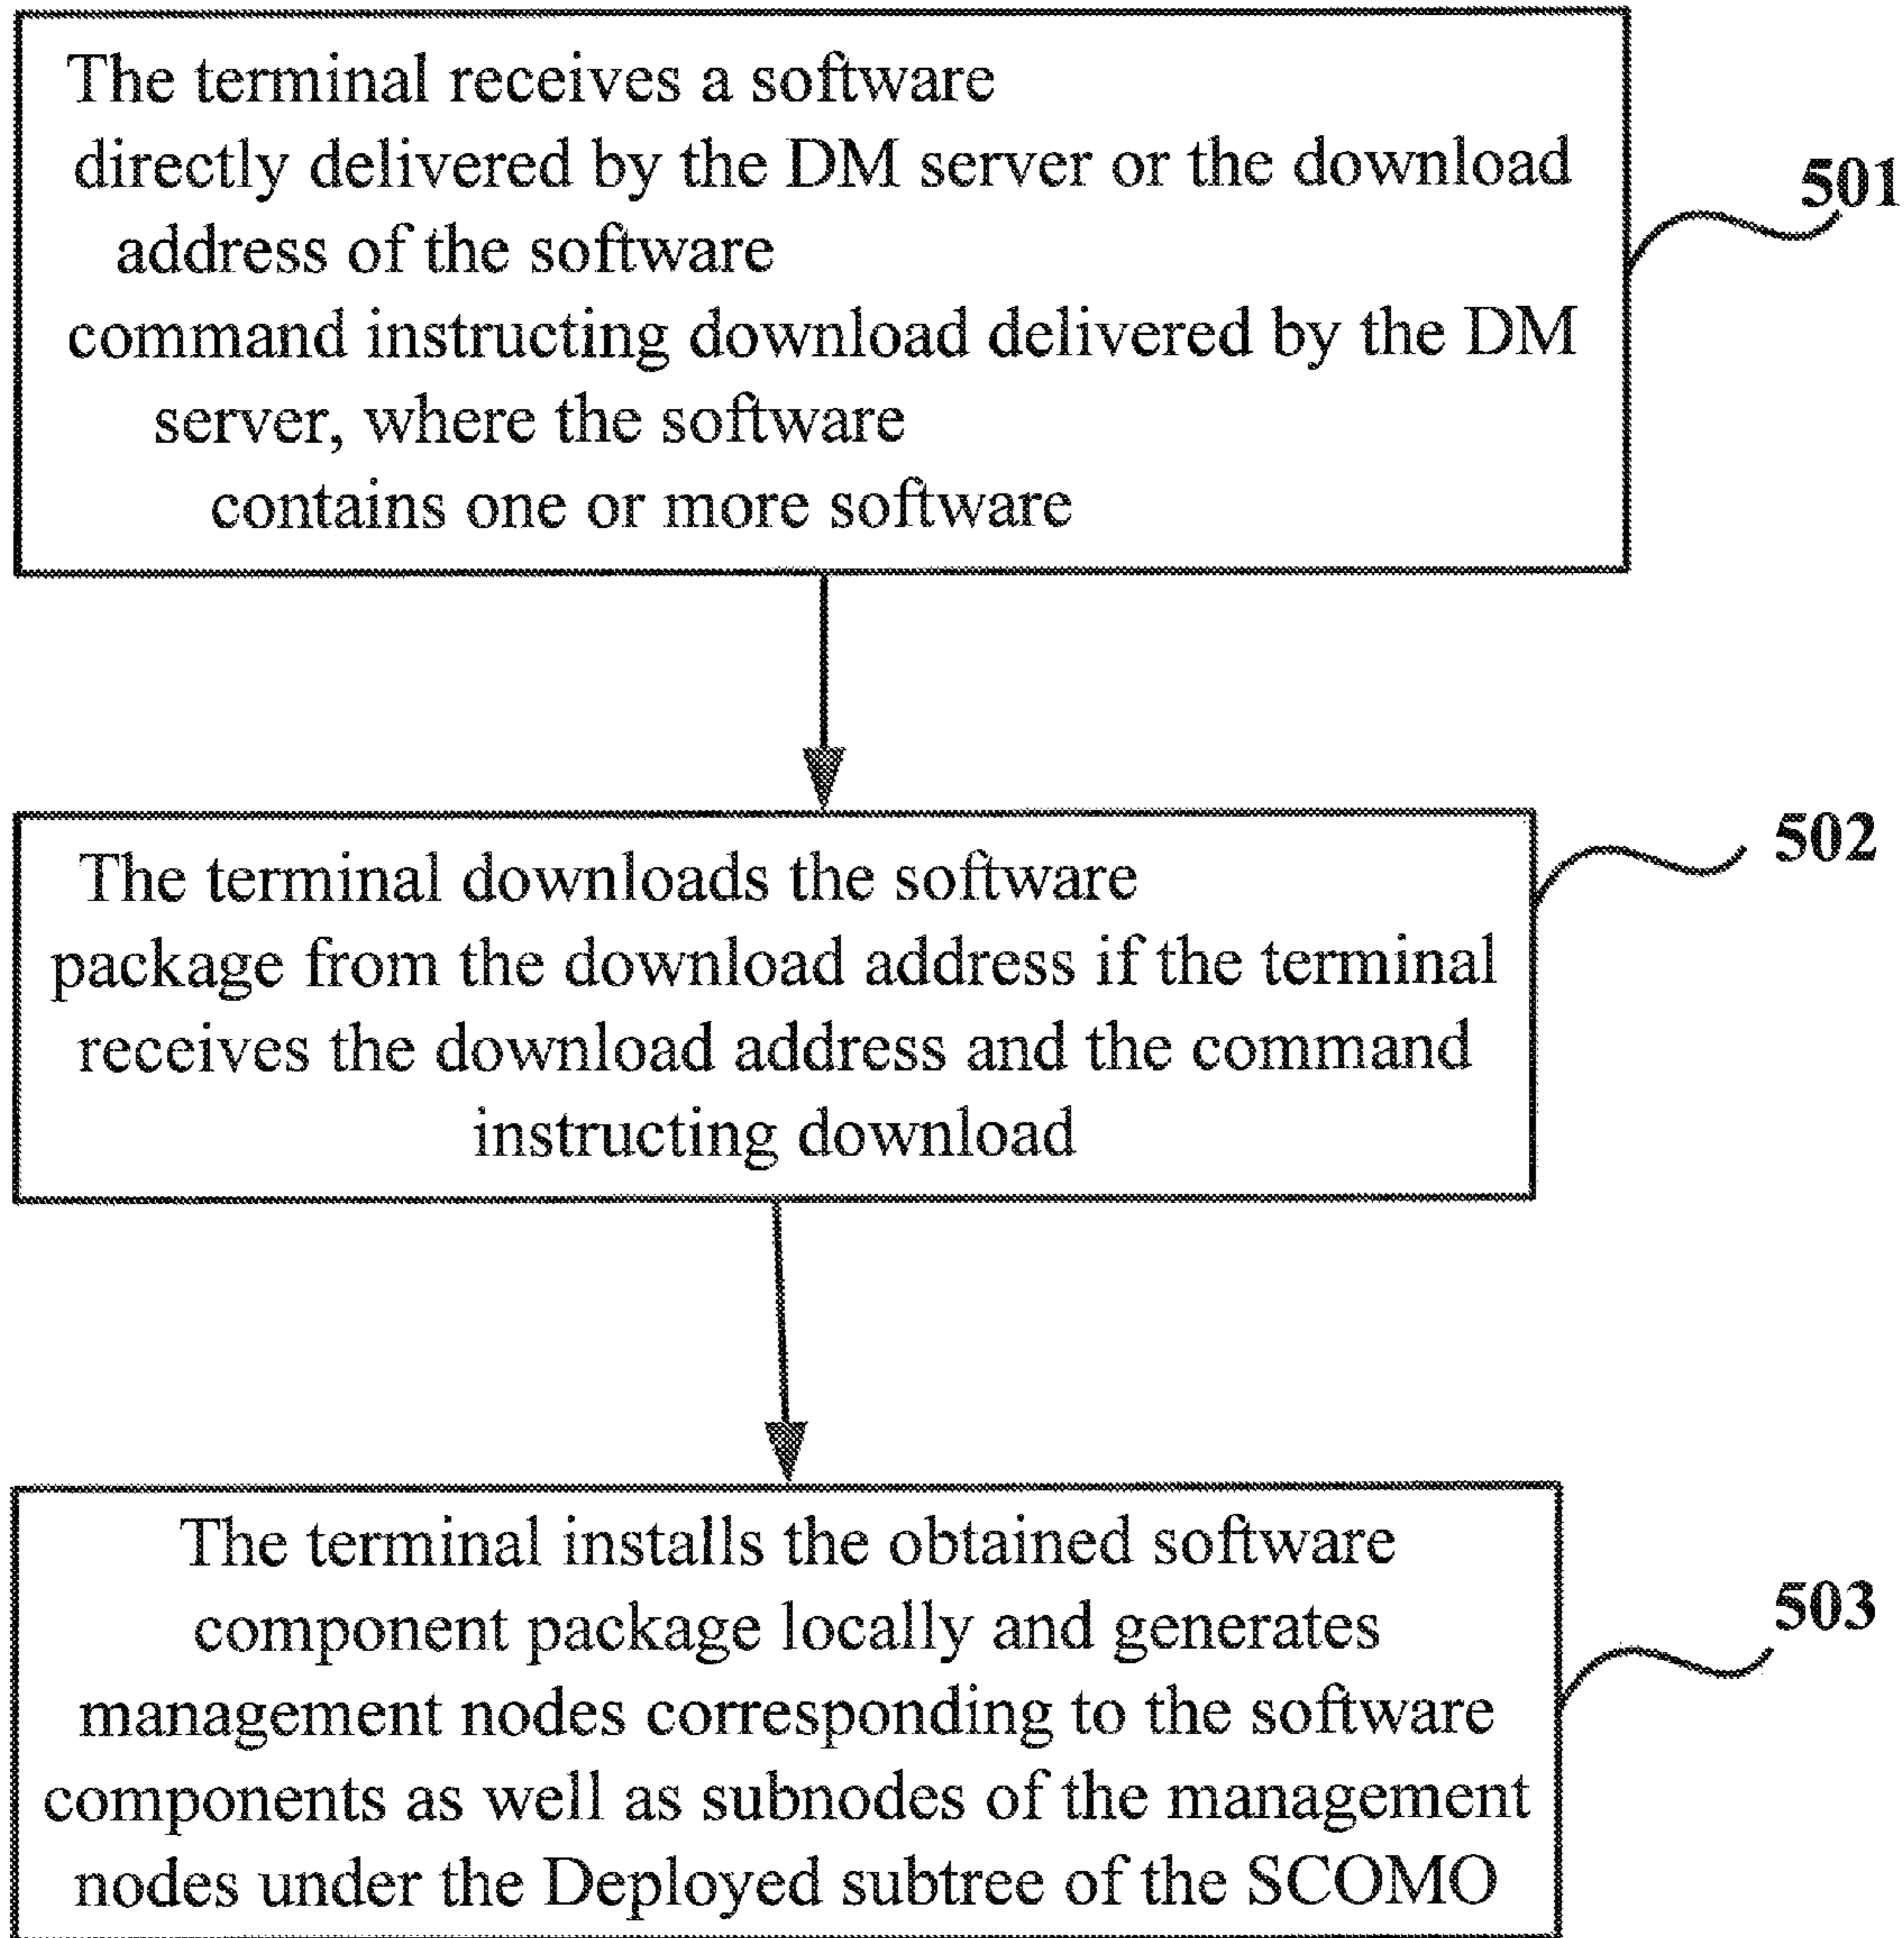 The terminal receives a software
directly delivered by the DM server or the download
address of the software
command instructing download delivered by the DM
server, where the software
contains one or more software
501
The terminal downloads the software
package from the download address if the terminal
receives the download address and the command
instructing download
502
The terminal installs the obtained software
component package locally and generates
management nodes corresponding to the software
components as well as subnodes of the management
nodes under the Deployed subtree of the SCOMO
503